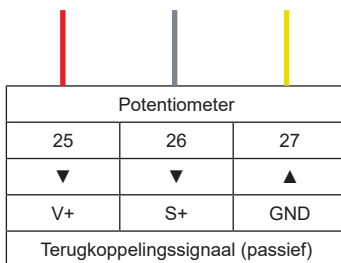 Potentiometer
25 26 27
▼ ▼ ▲
V+ S+ GND
Terugkoppelingssignaal (passief)